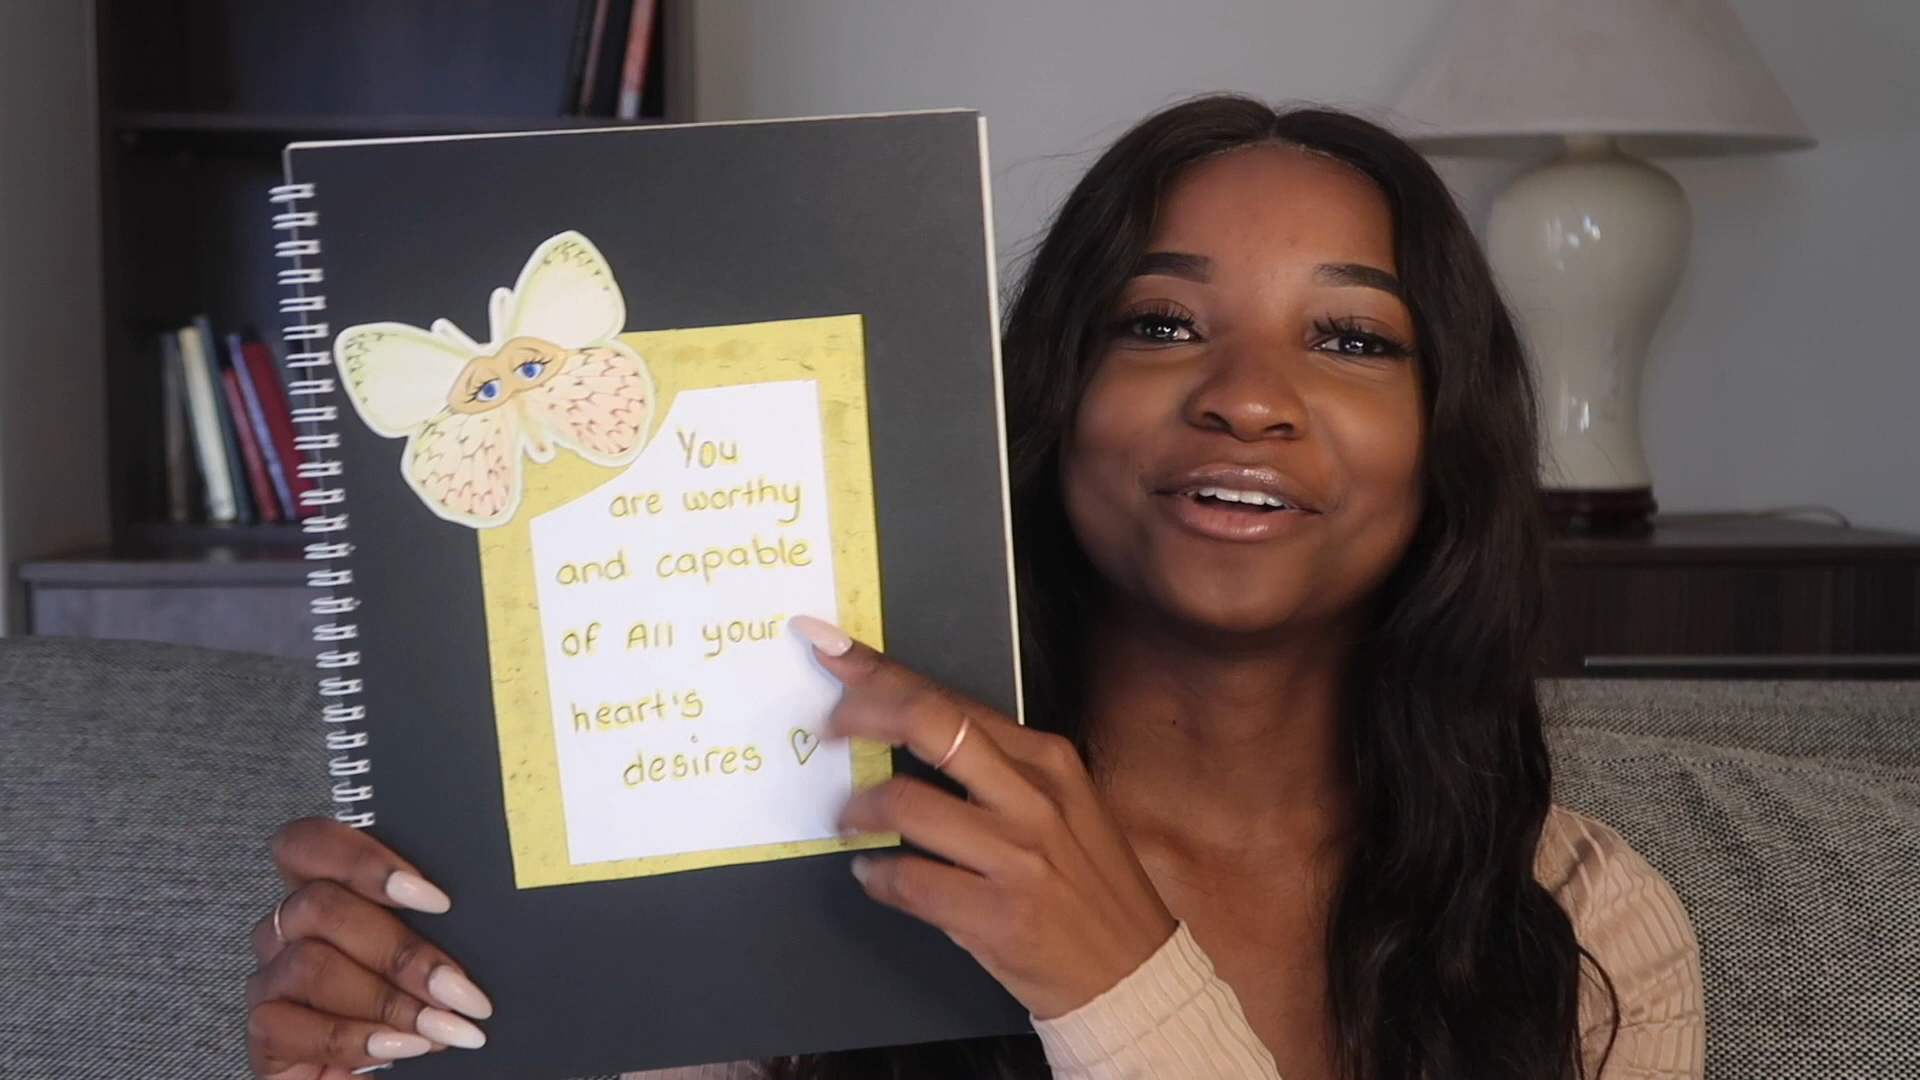 You
are worthy
and capable
of All your
heart's
desires ♡